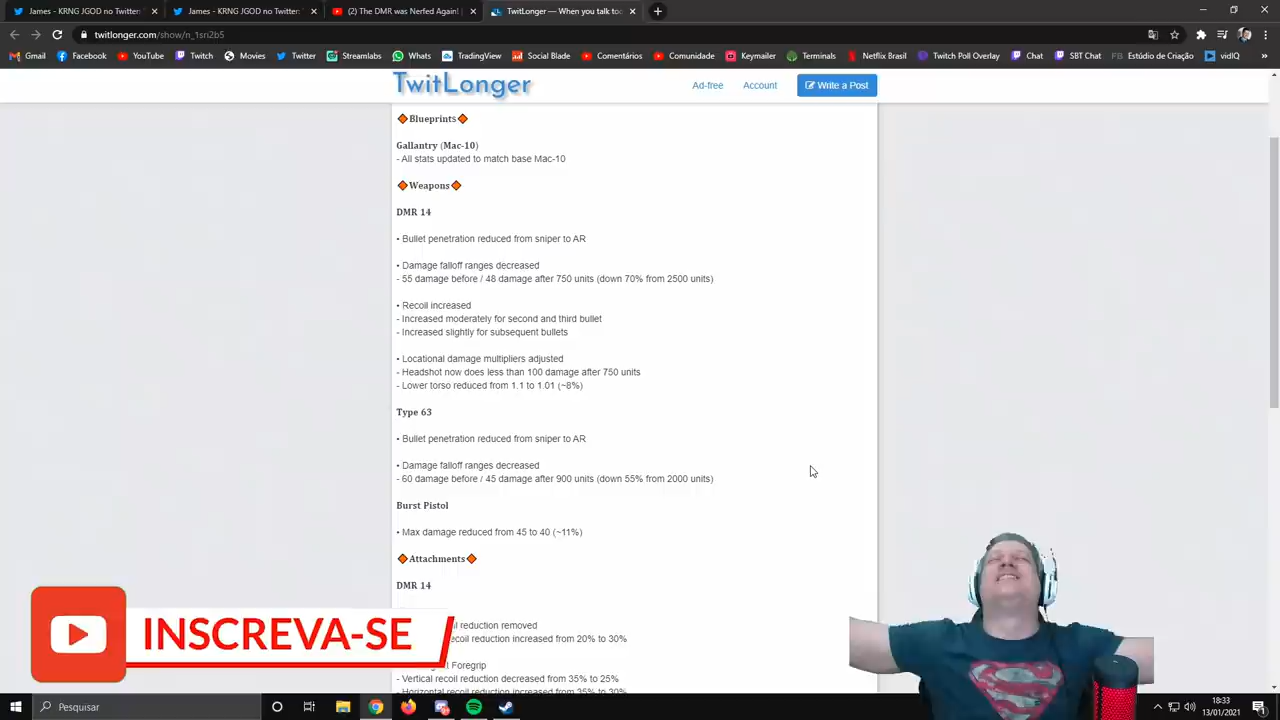 James - KRNG JGOD no Twitter:
James - KRNG JGOD no Twitter:
(2) The DMR was Nerfed Again!
TwitLonger — When you talk too
twitlonger.com/show/n_1sri2b5
Gmail
Facebook
YouTube
Twitch
Movies
Twitter
Streamlabs
Whats
TradingView
Social Blade
Comentários
Comunidade
Keymailer
Terminals
Netflix Brasil
Twitch Poll Overlay
Chat
SBT Chat
Estúdio de Criação
vidIQ
TwitLonger
Ad-free
Account
Write a Post
🔶Blueprints🔶
Gallantry (Mac-10)
- All stats updated to match base Mac-10
🔶Weapons🔶
DMR 14
• Bullet penetration reduced from sniper to AR
• Damage falloff ranges decreased
- 55 damage before / 48 damage after 750 units (down 70% from 2500 units)
• Recoil increased
- Increased moderately for second and third bullet
- Increased slightly for subsequent bullets
• Locational damage multipliers adjusted
- Headshot now does less than 100 damage after 750 units
- Lower torso reduced from 1.1 to 1.01 (~8%)
Type 63
• Bullet penetration reduced from sniper to AR
• Damage falloff ranges decreased
- 60 damage before / 45 damage after 900 units (down 55% from 2000 units)
Burst Pistol
• Max damage reduced from 45 to 40 (~11%)
🔶Attachments🔶
DMR 14
reduction removed
recoil reduction increased from 20% to 30%
Foregrip
- Vertical recoil reduction decreased from 35% to 25%
- Horizontal recoil reduction increased from 35% to 30%
INSCREVA-SE
Pesquisar
18:33
13/01/2021